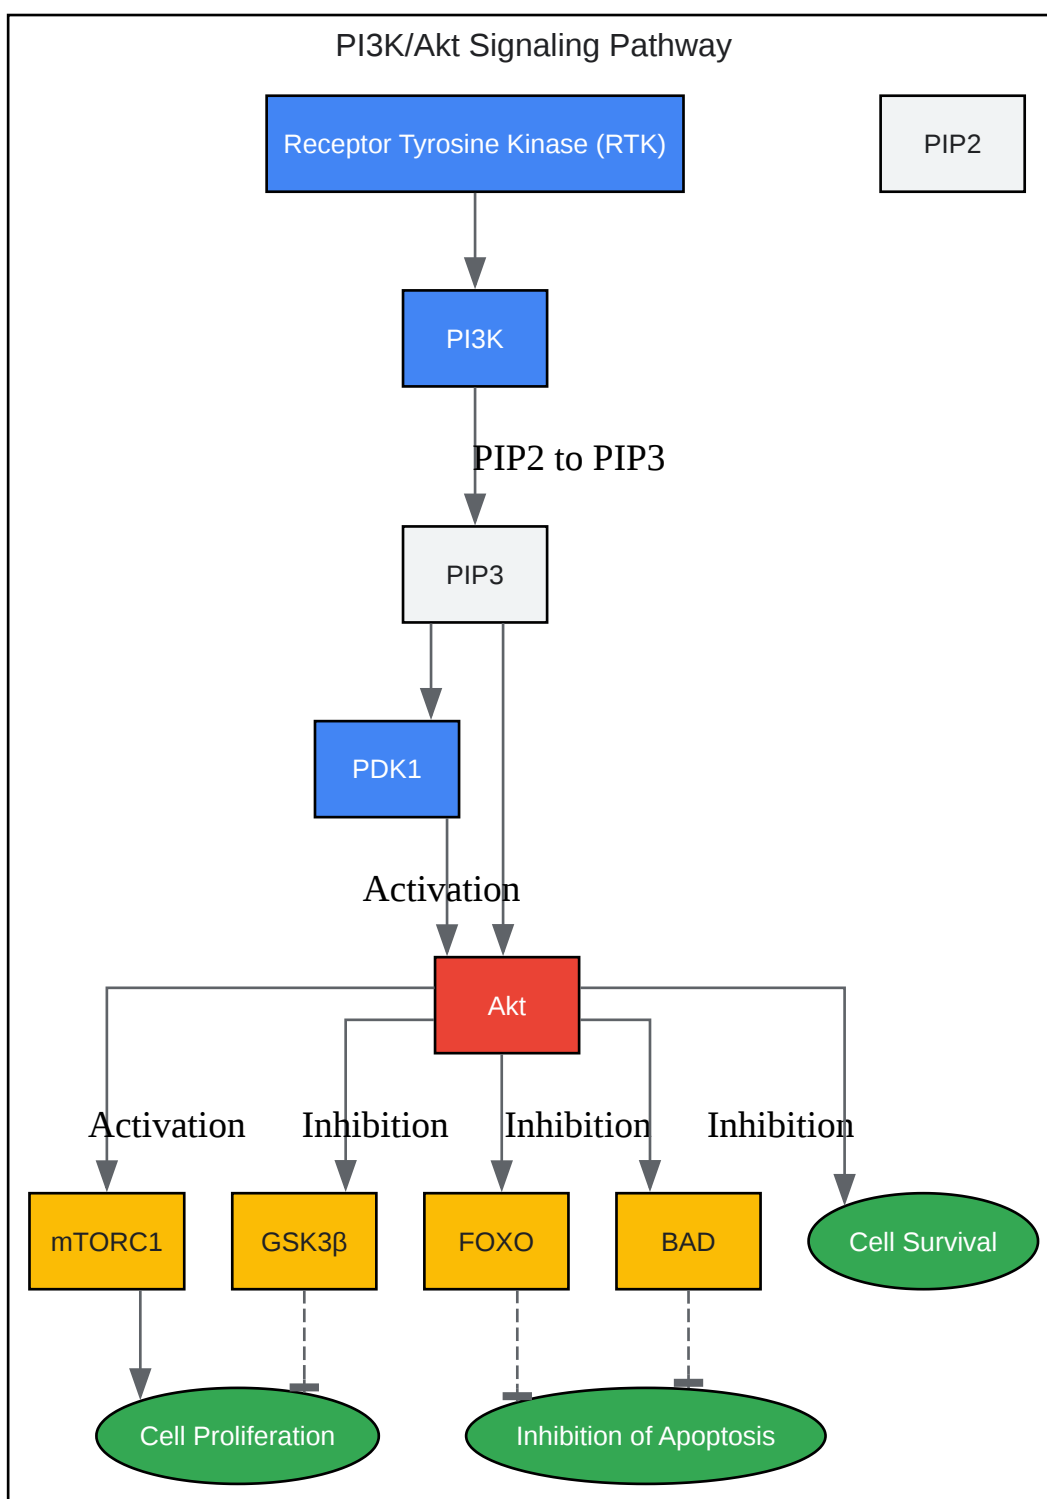 PI3K/Akt Signaling Pathway
Receptor Tyrosine Kinase (RTK)
PIP2
PI3K
PIP2 to PIP3
PIP3
PDK1
Activation
Akt
Activation
Inhibition
Inhibition
Inhibition
mTORC1
GSK3β
FOXO
BAD
Cell Survival
Cell Proliferation
Inhibition of Apoptosis